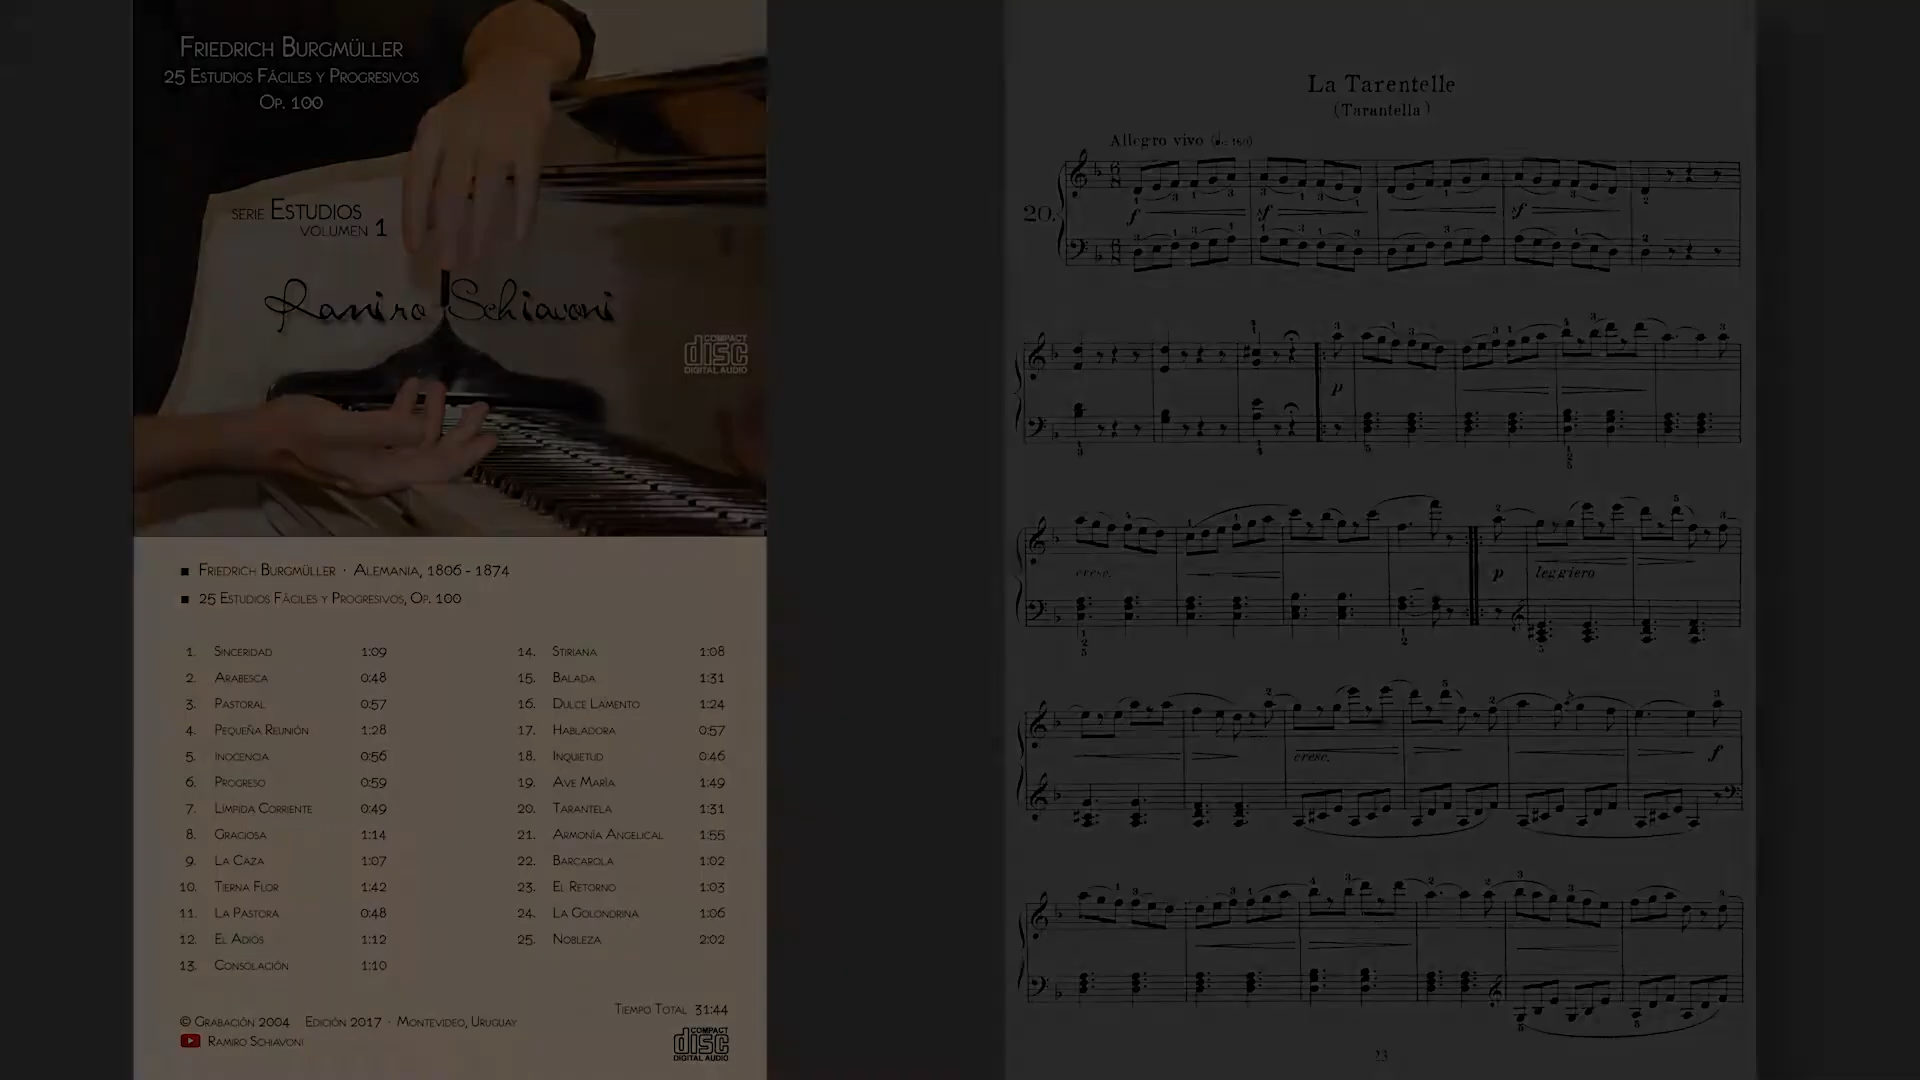 FRIEDRICH BURGMÜLLER
25 ESTUDIOS FÁCILES Y PROGRESIVOS
OP. 100
SERIE ESTUDIOS
VOLUMEN 1
Ramiro Schiavoni
COMPACT
disc
DIGITAL AUDIO
■ FRIEDRICH BURGMÜLLER · ALEMANIA, 1806 - 1874
■ 25 ESTUDIOS FÁCILES Y PROGRESIVOS, OP. 100
1. SINCERIDAD 1:09
2. ARABESCA 0:48
3. PASTORAL 0:57
4. PEQUEÑA REUNIÓN 1:28
5. INOCENCIA 0:56
6. PROGRESO 0:59
7. LÍMPIDA CORRIENTE 0:49
8. GRACIOSA 1:14
9. LA CAZA 1:07
10. TIERNA FLOR 1:42
11. LA PASTORA 0:48
12. EL ADIÓS 1:12
13. CONSOLACIÓN 1:10
14. STIRIANA 1:08
15. BALADA 1:31
16. DULCE LAMENTO 1:24
17. HABLADORA 0:57
18. INQUIETUD 0:46
19. AVE MARÍA 1:49
20. TARANTELA 1:31
21. ARMONÍA ANGELICAL 1:55
22. BARCAROLA 1:02
23. EL RETORNO 1:03
24. LA GOLONDRINA 1:06
25. NOBLEZA 2:02
TIEMPO TOTAL 31:44
© GRABACIÓN 2004 EDICIÓN 2017 · MONTEVIDEO, URUGUAY
RAMIRO SCHIAVONI
COMPACT
disc
DIGITAL AUDIO
La Tarentelle
(Tarantella)
Allegro vivo (♩.= 160)
20.
f sf sf
p
cresc. p leggiero
cresc. f
23